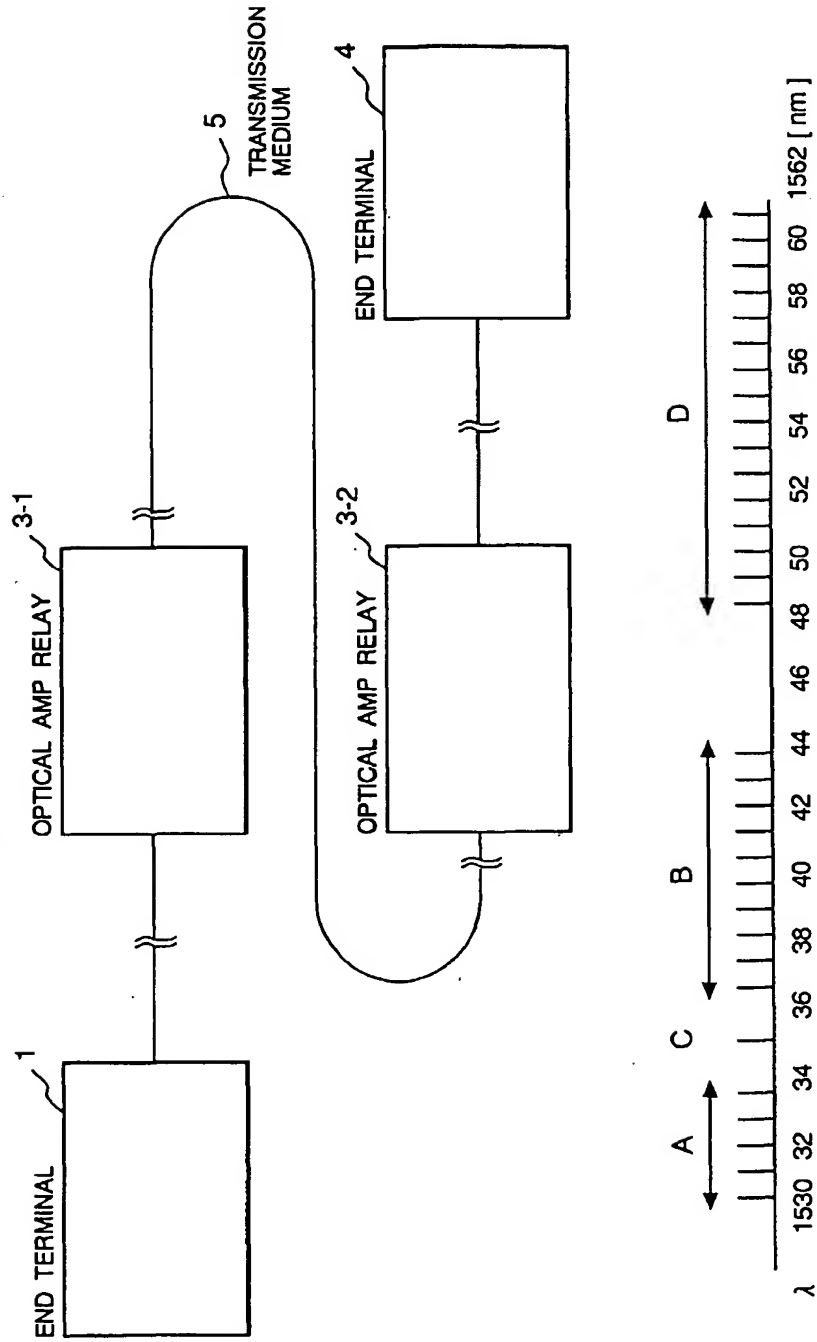 END TERMINAL
1
OPTICAL AMP RELAY
3-1
5
TRANSMISSION
MEDIUM
OPTICAL AMP RELAY
3-2
END TERMINAL
4
A
C
B
D
λ
1530 32 34 36 38 40 42 44 46 48 50 52 54 56 58 60 1562 [ nm ]